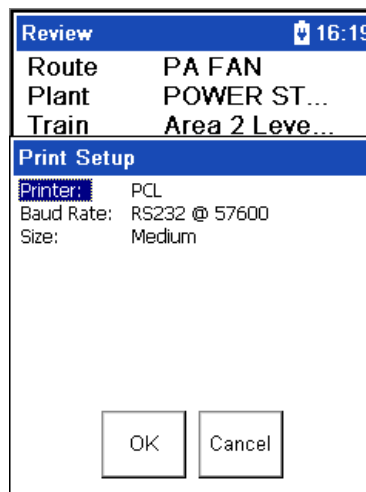 Review 16:19
Route PA FAN
Plant POWER ST...
Train Area 2 Leve...
Print Setup
Printer: PCL
Baud Rate: RS232 @ 57600
Size: Medium
OK Cancel